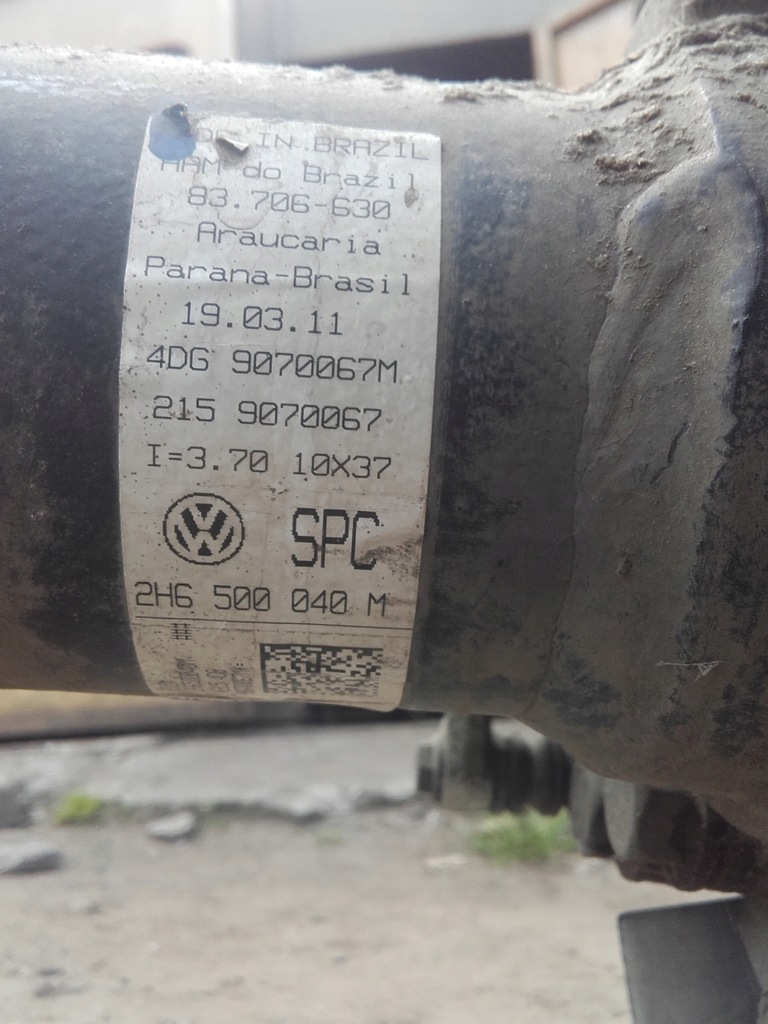 IN BRAZIL
AAM do Brazil
83.706-630
Araucaria
Parana-Brasil
19.03.11
4DG 9070067M
215 9070067
I=3.70 10X37
SPC
2H6 500 040 M